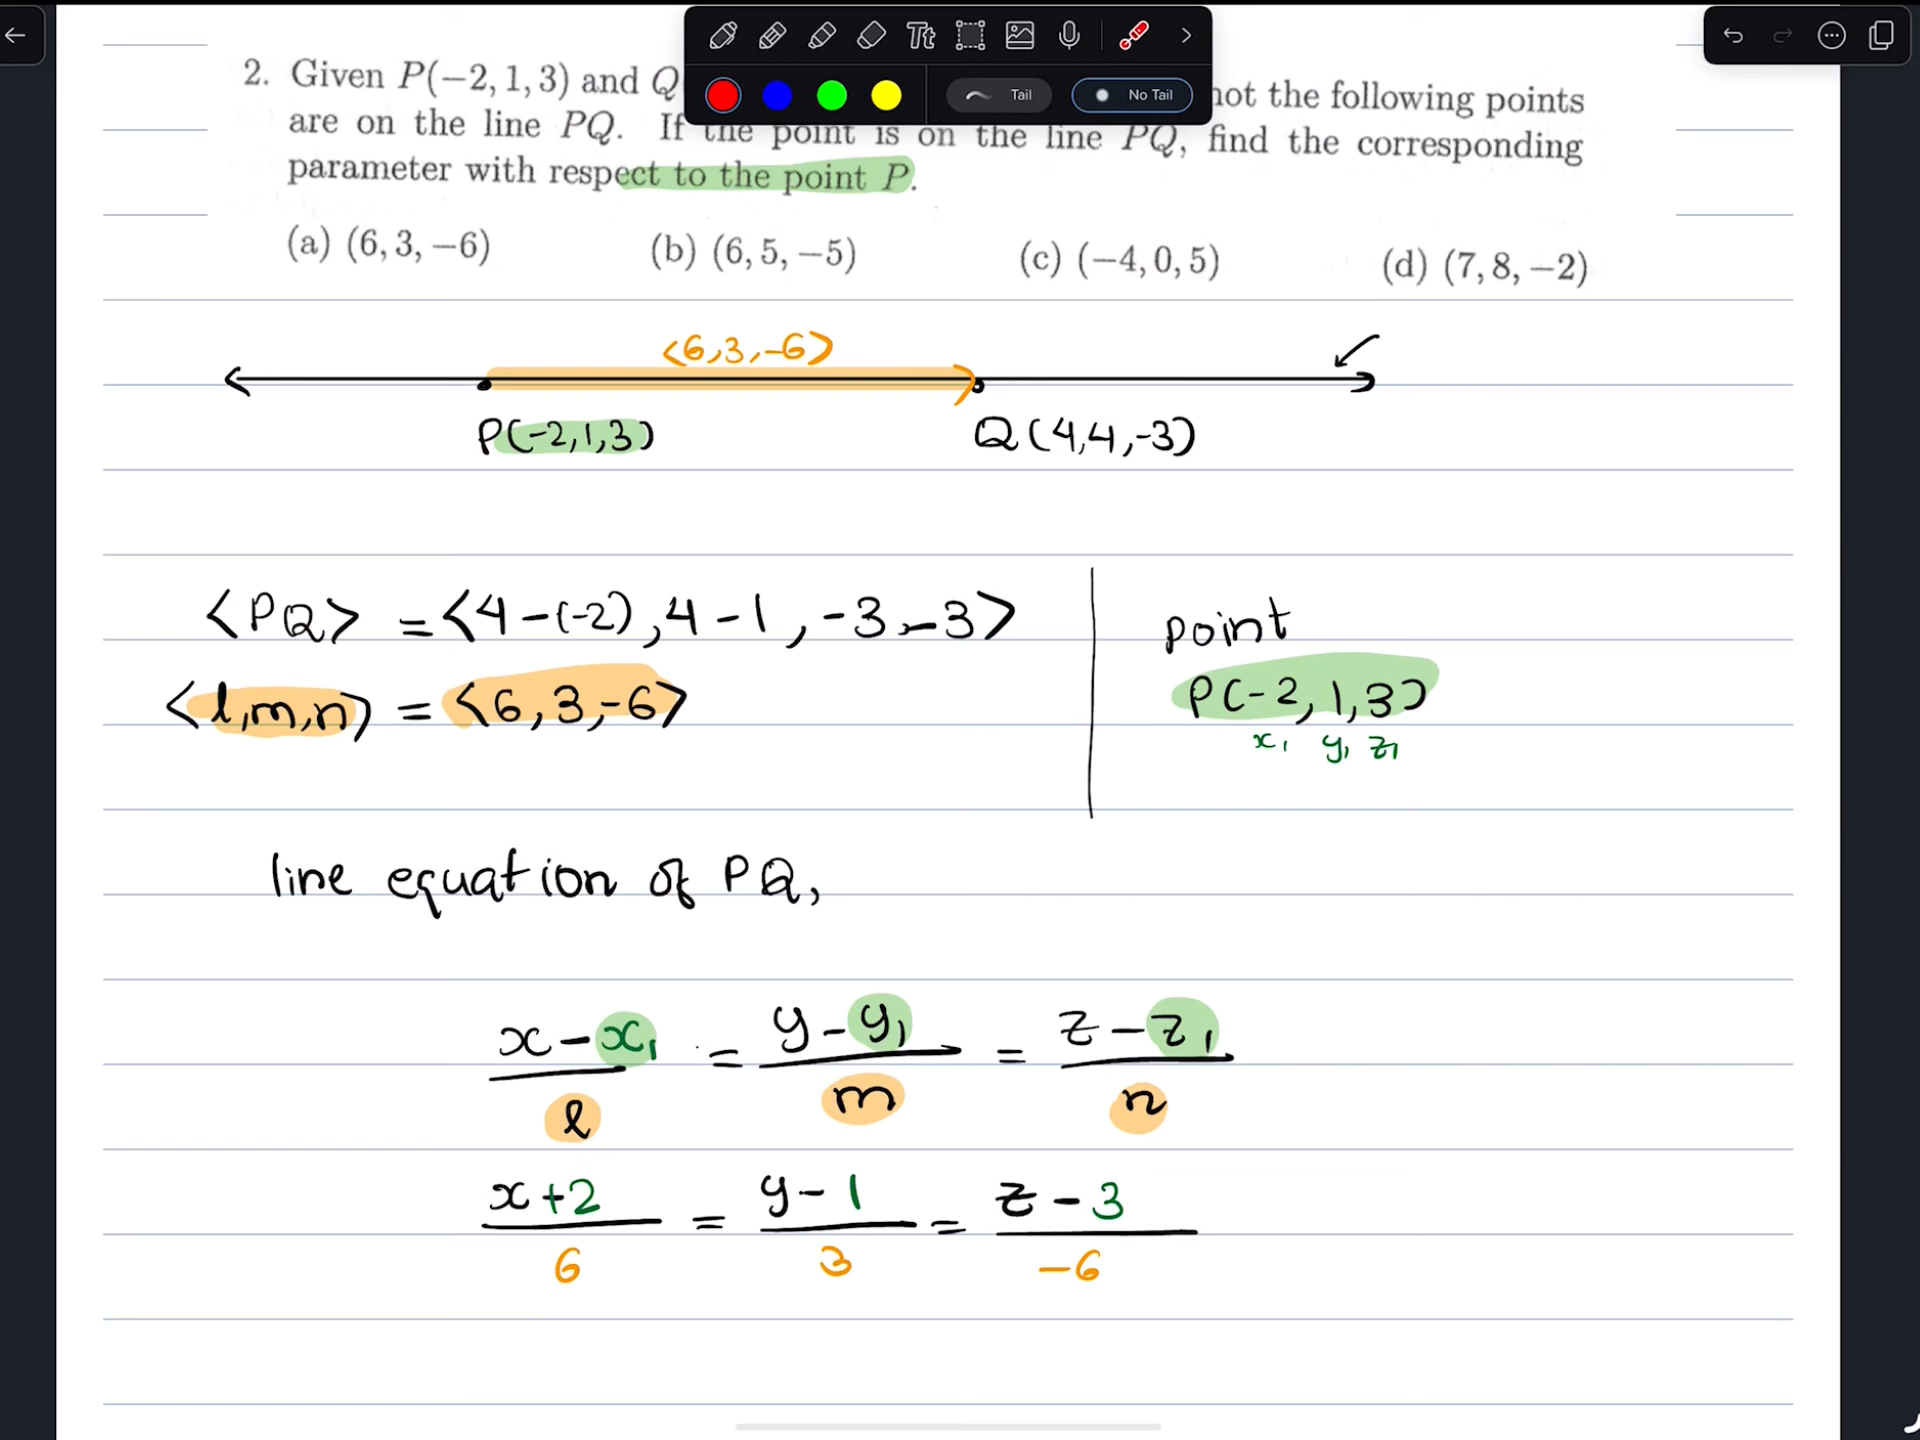 Tt
Tail
No Tail
2. Given P(−2, 1, 3) and Q not the following points
are on the line PQ. If the point is on the line PQ, find the corresponding
parameter with respect to the point P.
(a) (6, 3, −6) (b) (6, 5, −5) (c) (−4, 0, 5) (d) (7, 8, −2)
<6,3,-6>
P(-2,1,3) Q(4,4,-3)
<PQ> = <4-(-2), 4-1, -3-3>
<l,m,n> = <6,3,-6>
point
P(-2,1,3)
x₁ y₁ z₁
line equation of PQ,
x-x₁ = y-y₁ = z-z₁
l m n
x+2 = y-1 = z-3
6 3 -6